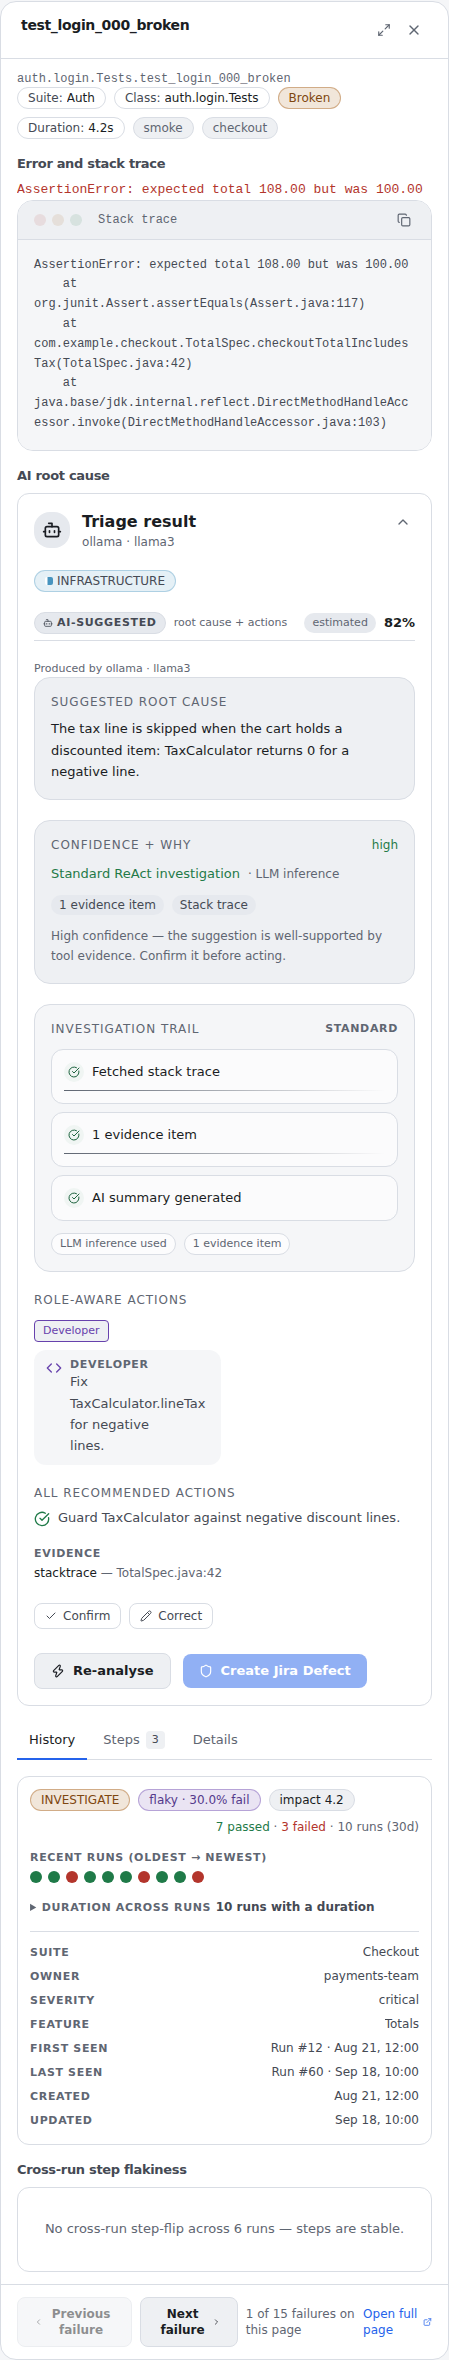 test_login_000_broken
auth.login.Tests.test_login_000_broken
Suite: Auth
Class: auth.login.Tests
Broken
Duration: 4.2s
smoke
checkout
Error and stack trace
AssertionError: expected total 108.00 but was 100.00
Stack trace
AssertionError: expected total 108.00 but was 100.00
at
org.junit.Assert.assertEquals(Assert.java:117)
at
com.example.checkout.TotalSpec.checkoutTotalIncludes
Tax(TotalSpec.java:42)
at
java.base/jdk.internal.reflect.DirectMethodHandleAcc
essor.invoke(DirectMethodHandleAccessor.java:103)
AI root cause
Triage result
ollama · llama3
INFRASTRUCTURE
AI-SUGGESTED
root cause + actions
estimated
82%
Produced by ollama · llama3
SUGGESTED ROOT CAUSE
The tax line is skipped when the cart holds a
discounted item: TaxCalculator returns 0 for a
negative line.
CONFIDENCE + WHY
high
Standard ReAct investigation · LLM inference
1 evidence item
Stack trace
High confidence — the suggestion is well-supported by
tool evidence. Confirm it before acting.
INVESTIGATION TRAIL
STANDARD
Fetched stack trace
1 evidence item
AI summary generated
LLM inference used
1 evidence item
ROLE-AWARE ACTIONS
Developer
DEVELOPER
Fix
TaxCalculator.lineTax
for negative
lines.
ALL RECOMMENDED ACTIONS
Guard TaxCalculator against negative discount lines.
EVIDENCE
stacktrace — TotalSpec.java:42
Confirm
Correct
Re-analyse
Create Jira Defect
History
Steps 3
Details
INVESTIGATE
flaky · 30.0% fail
impact 4.2
7 passed · 3 failed · 10 runs (30d)
RECENT RUNS (OLDEST → NEWEST)
DURATION ACROSS RUNS 10 runs with a duration
SUITE Checkout
OWNER payments-team
SEVERITY critical
FEATURE Totals
FIRST SEEN Run #12 · Aug 21, 12:00
LAST SEEN Run #60 · Sep 18, 10:00
CREATED Aug 21, 12:00
UPDATED Sep 18, 10:00
Cross-run step flakiness
No cross-run step-flip across 6 runs — steps are stable.
Previous
failure
Next
failure
1 of 15 failures on
this page
Open full
page